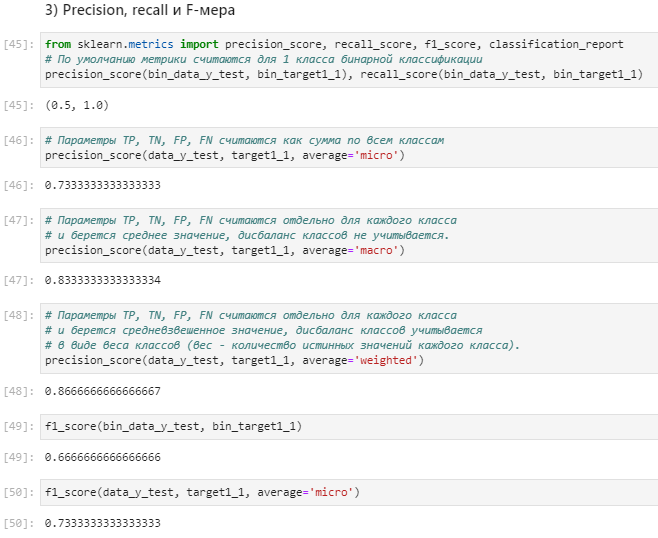 3) Precision, recall и F-мера
[45]: from sklearn.metrics import precision_score, recall_score, f1_score, classification_report
# По умолчанию метрики считаются для 1 класса бинарной классификации
precision_score(bin_data_y_test, bin_target1_1), recall_score(bin_data_y_test, bin_target1_1)
[45]: (0.5, 1.0)
[46]: # Параметры TP, TN, FP, FN считаются как сумма по всем классам
precision_score(data_y_test, target1_1, average='micro')
[46]: 0.7333333333333333
[47]: # Параметры TP, TN, FP, FN считаются отдельно для каждого класса
# и берется среднее значение, дисбаланс классов не учитывается.
precision_score(data_y_test, target1_1, average='macro')
[47]: 0.8333333333333334
[48]: # Параметры TP, TN, FP, FN считаются отдельно для каждого класса
# и берется средневзвешенное значение, дисбаланс классов учитывается
# в виде веса классов (вес - количество истинных значений каждого класса).
precision_score(data_y_test, target1_1, average='weighted')
[48]: 0.8666666666666667
[49]: f1_score(bin_data_y_test, bin_target1_1)
[49]: 0.6666666666666666
[50]: f1_score(data_y_test, target1_1, average='micro')
[50]: 0.7333333333333333